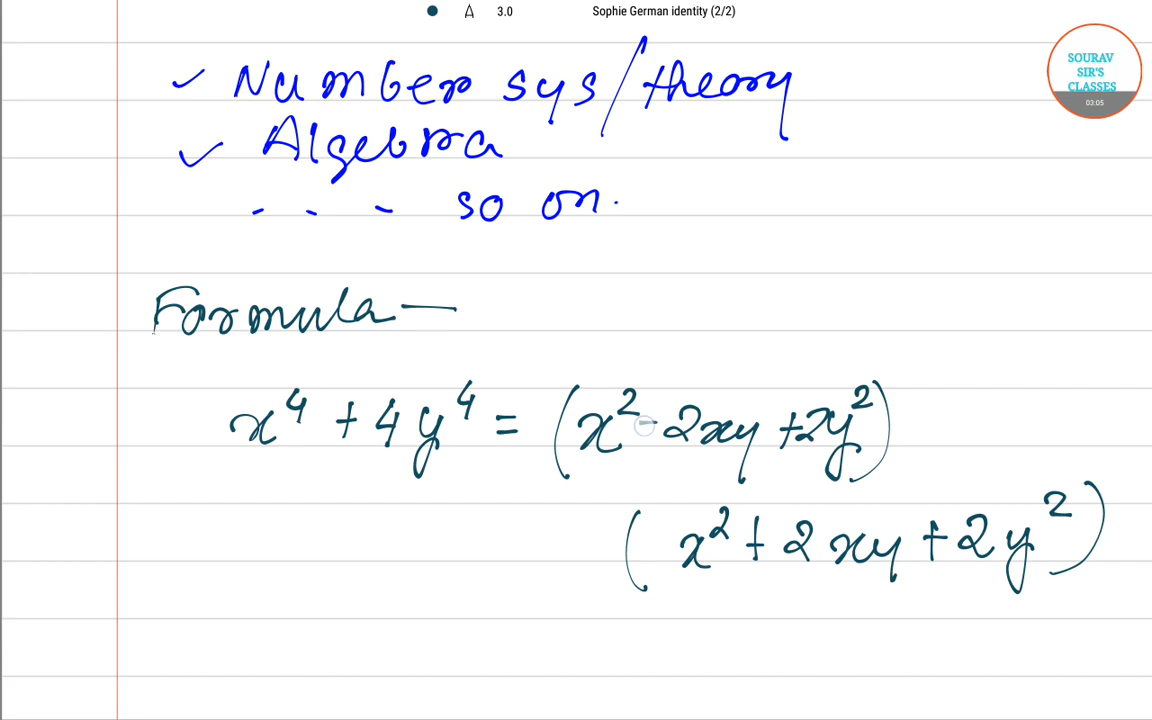 3.0 Sophie German identity (2/2)
SOURAV
SIR'S
CLASSES
03:05
✓ Number sys/theory
✓ Algebra
- - - so on.
Formula —
x⁴ + 4y⁴ = (x² - 2xy + 2y²)
(x² + 2xy + 2y²)